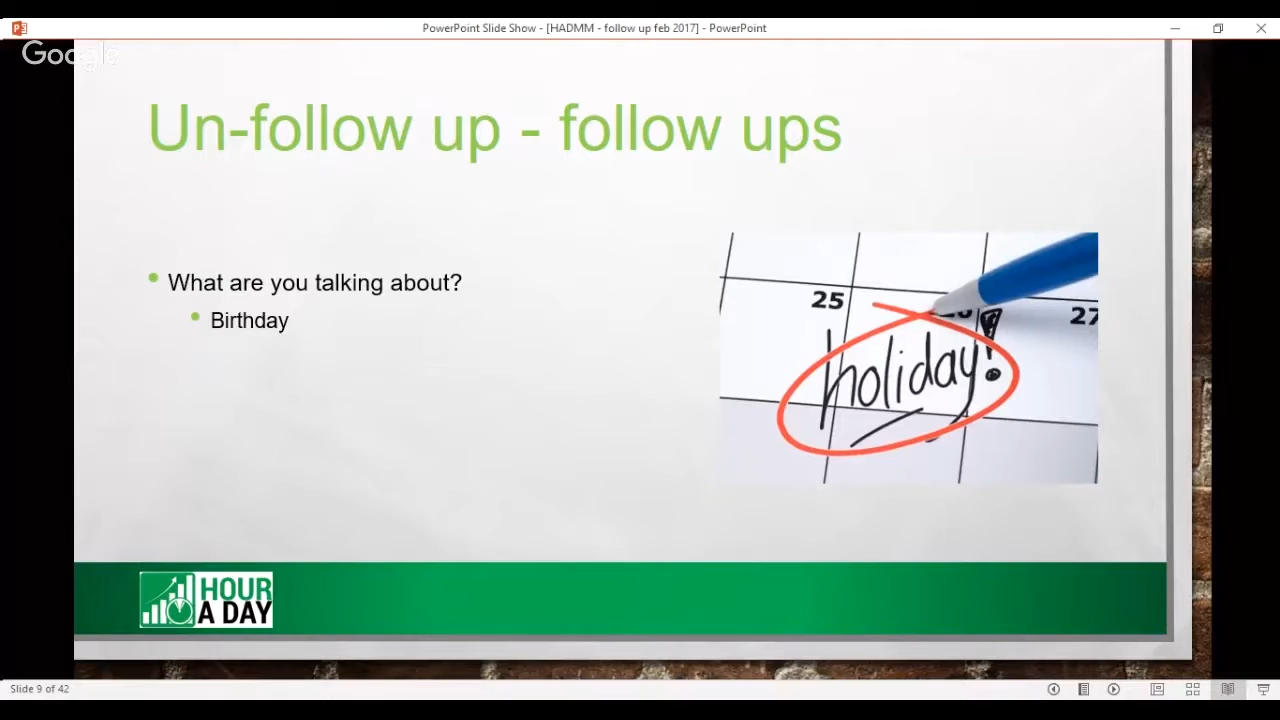 PowerPoint Slide Show - [HADMM - follow up feb 2017] - PowerPoint
Google
Un-follow up - follow ups
What are you talking about?
Birthday
25
27
holiday!
HOUR
A DAY
Slide 9 of 42